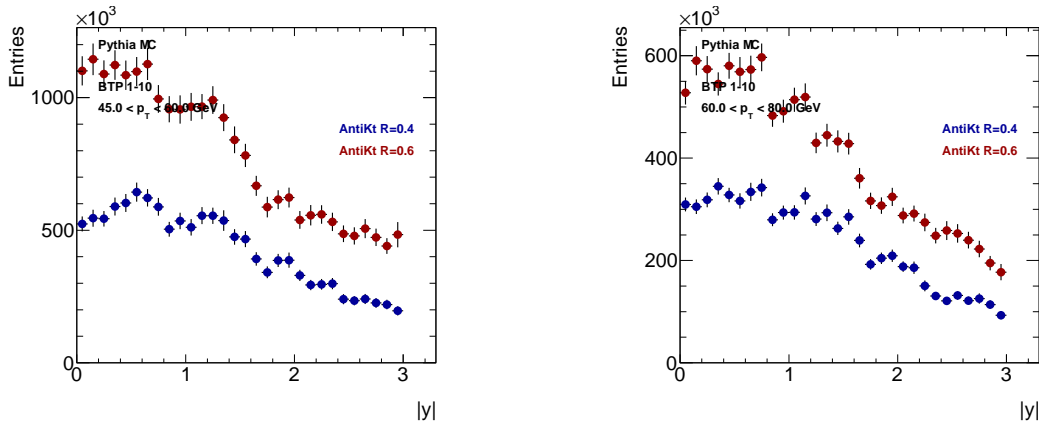 ×10³
Entries
Pythia MC
BTP 1-10
45.0 < p_T < 60.0 GeV
AntiKt R=0.4
AntiKt R=0.6
1000
500
0
0 1 2 3
|y|
×10³
Entries
Pythia MC
BTP 1-10
60.0 < p_T < 80.0 GeV
AntiKt R=0.4
AntiKt R=0.6
600
400
200
0
0 1 2 3
|y|